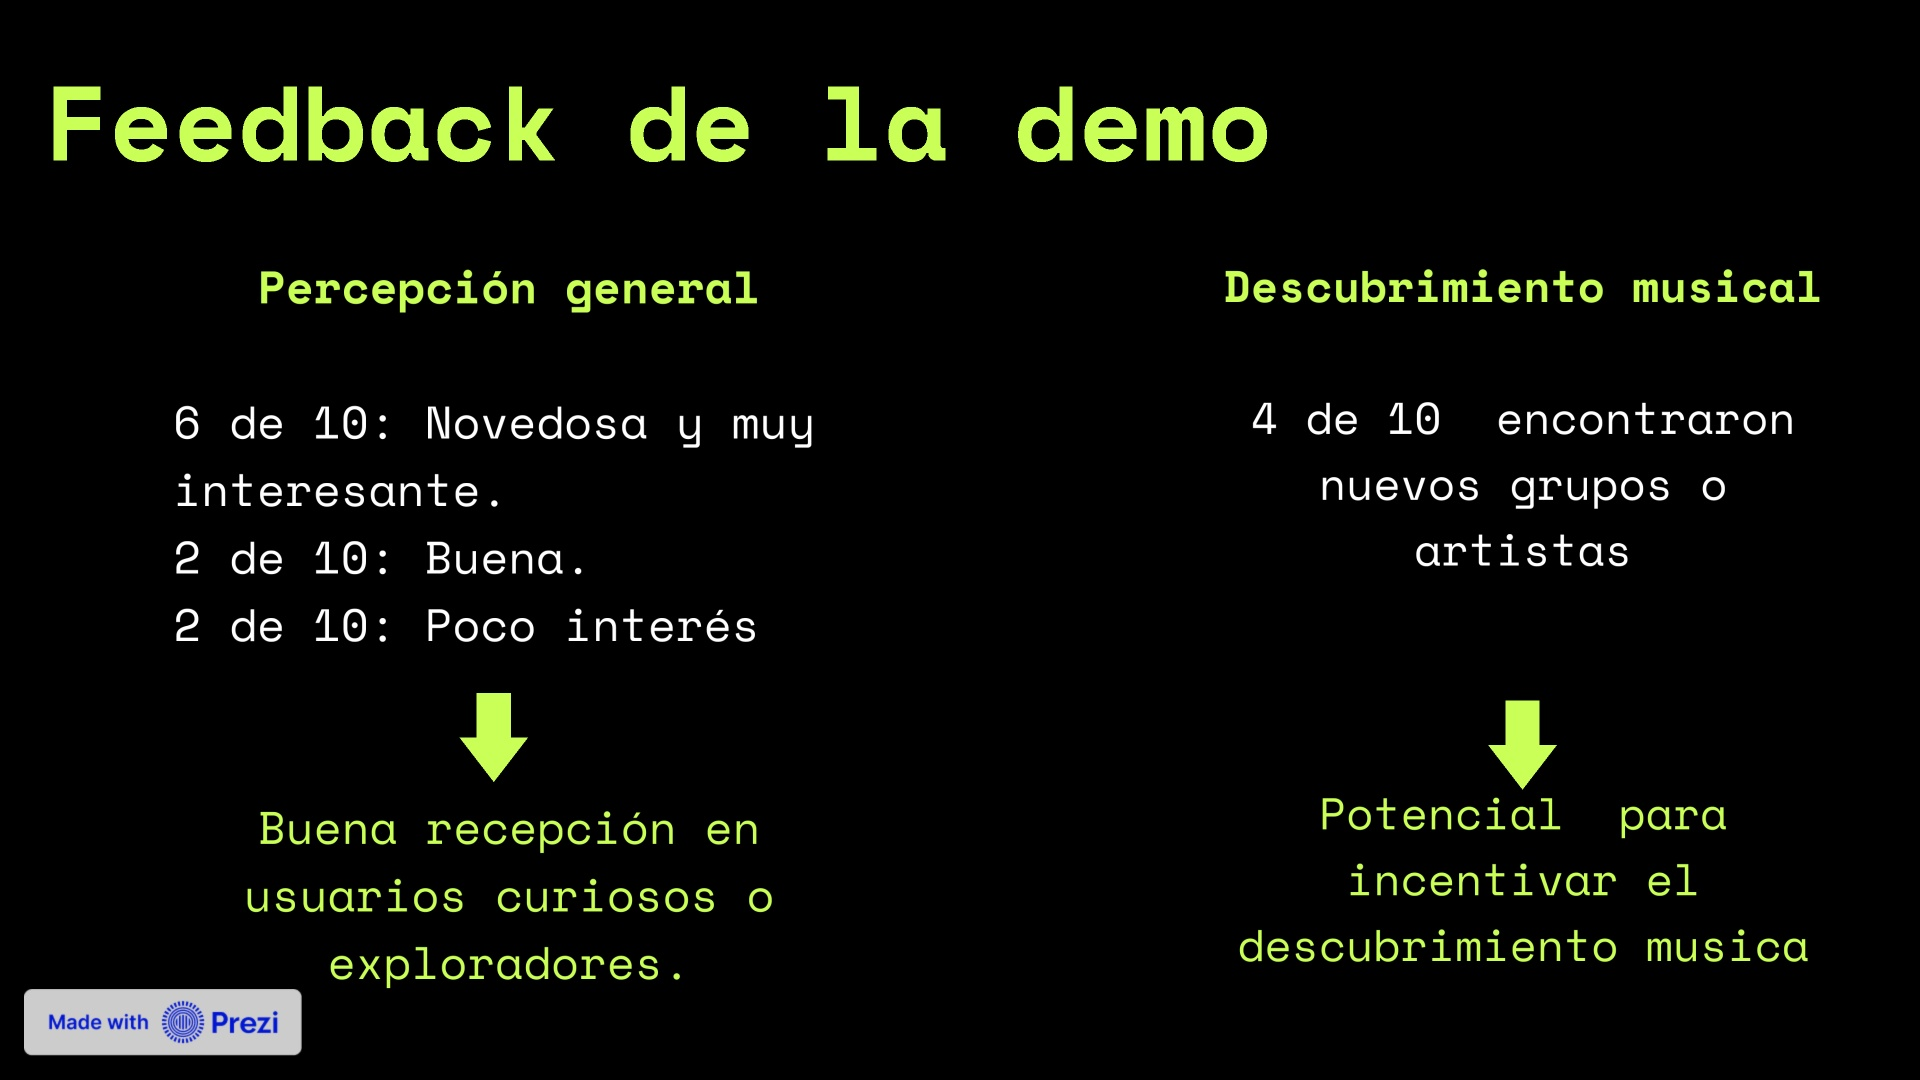 Feedback de la demo
Percepción general
6 de 10: Novedosa y muy
interesante.
2 de 10: Buena.
2 de 10: Poco interés
Buena recepción en
usuarios curiosos o
exploradores.
Descubrimiento musical
4 de 10  encontraron
nuevos grupos o
artistas
Potencial  para
incentivar el
descubrimiento musica
Made with Prezi